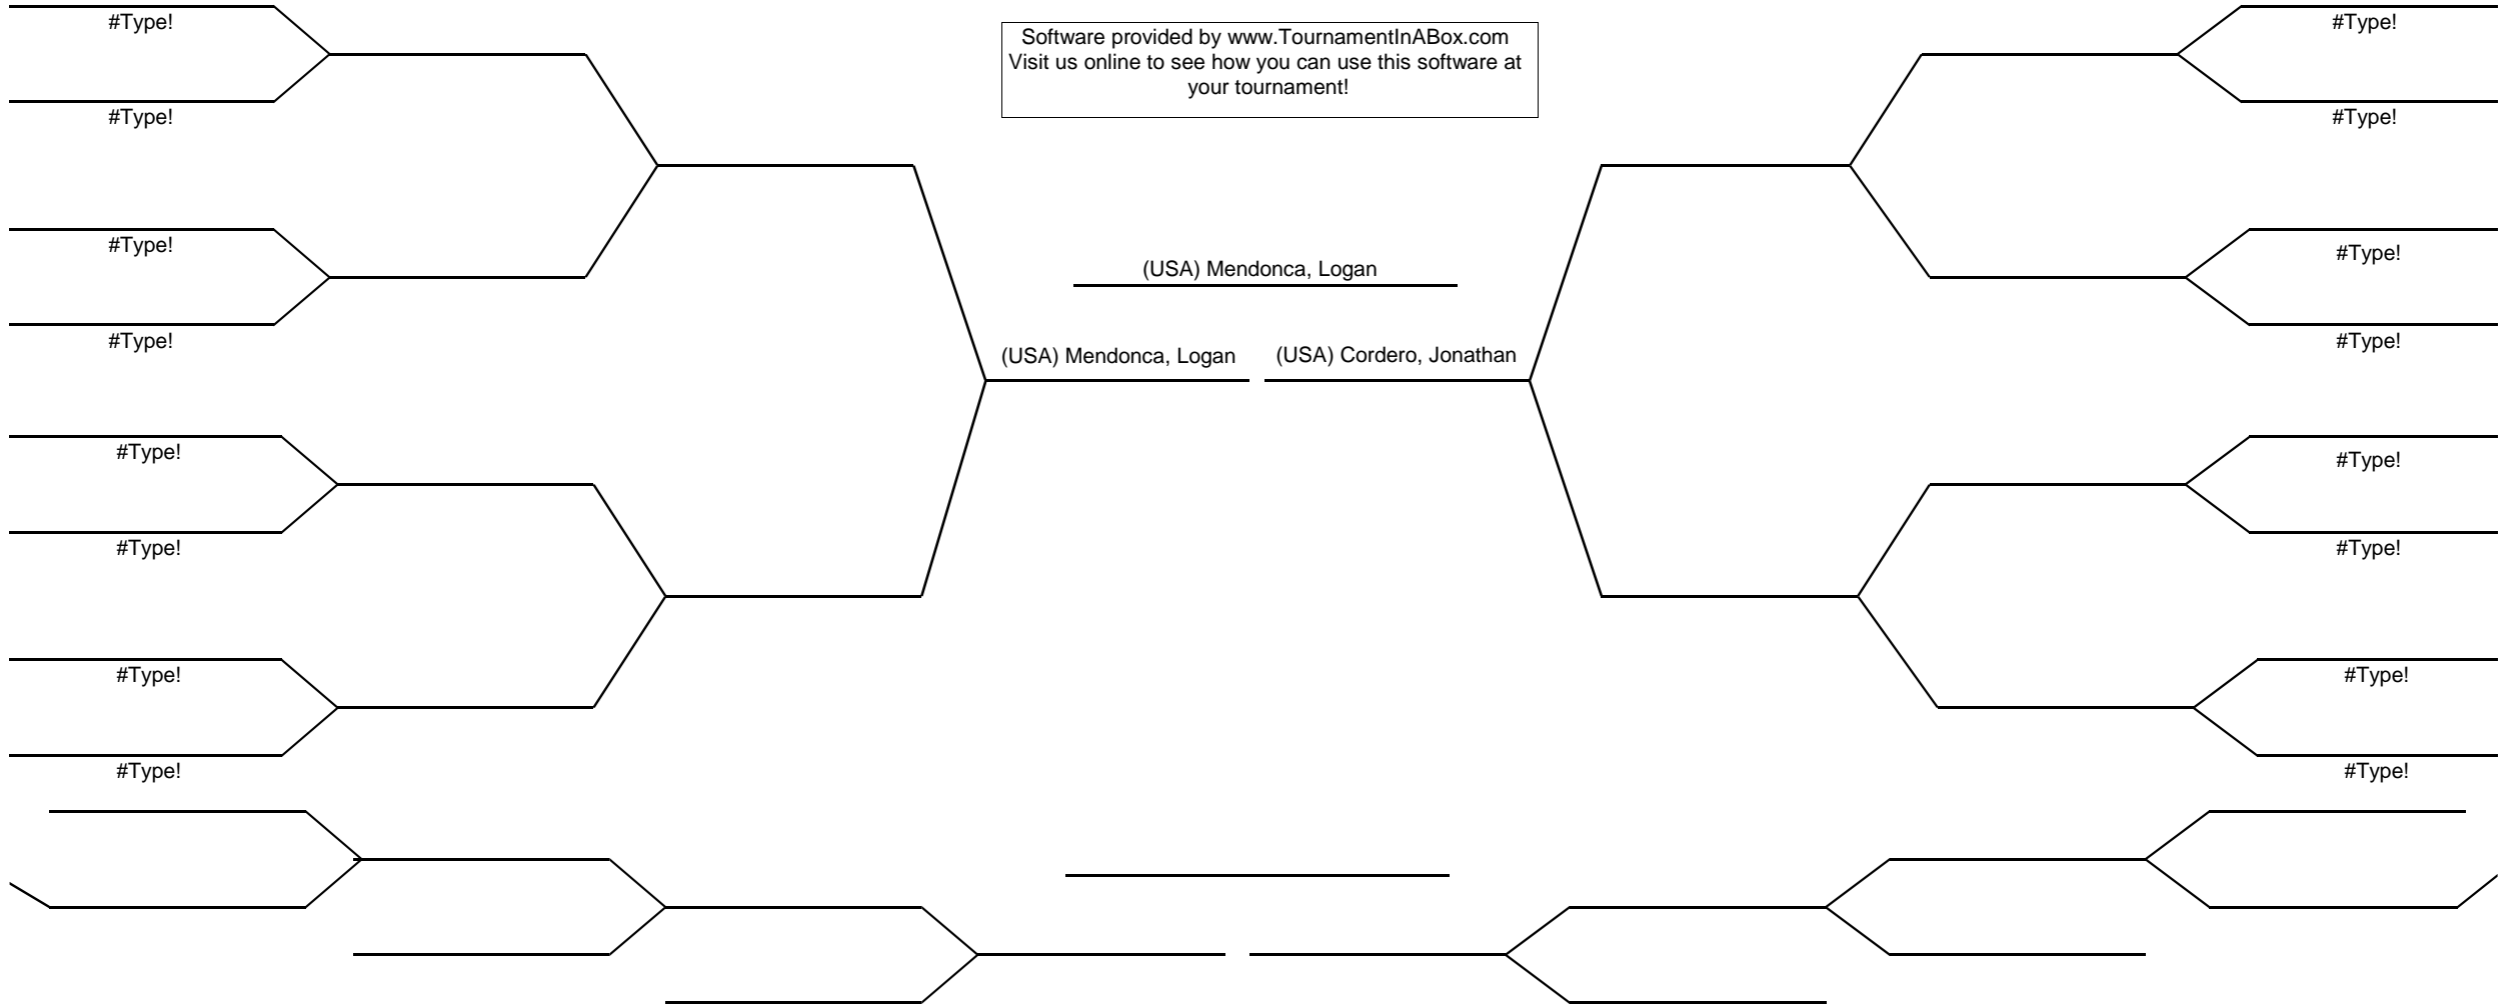 #Type!
#Type!
Software provided by www.TournamentInABox.com
Visit us online to see how you can use this software at
your tournament!
#Type!
#Type!
#Type!
#Type!
(USA) Mendonca, Logan
#Type!
#Type!
(USA) Mendonca, Logan
(USA) Cordero, Jonathan
#Type!
#Type!
#Type!
#Type!
#Type!
#Type!
#Type!
#Type!